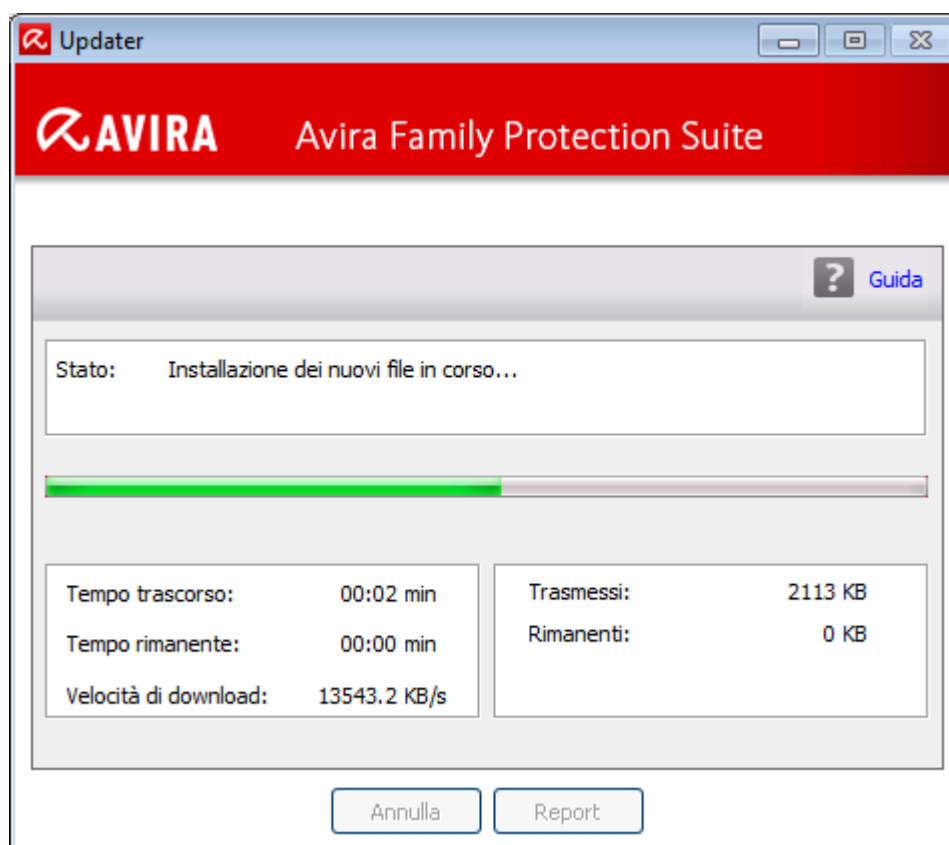 Updater
AVIRA Avira Family Protection Suite
? Guida
Stato: Installazione dei nuovi file in corso...
Tempo trascorso: 00:02 min
Tempo rimanente: 00:00 min
Velocità di download: 13543.2 KB/s
Trasmessi: 2113 KB
Rimanenti: 0 KB
Annulla Report